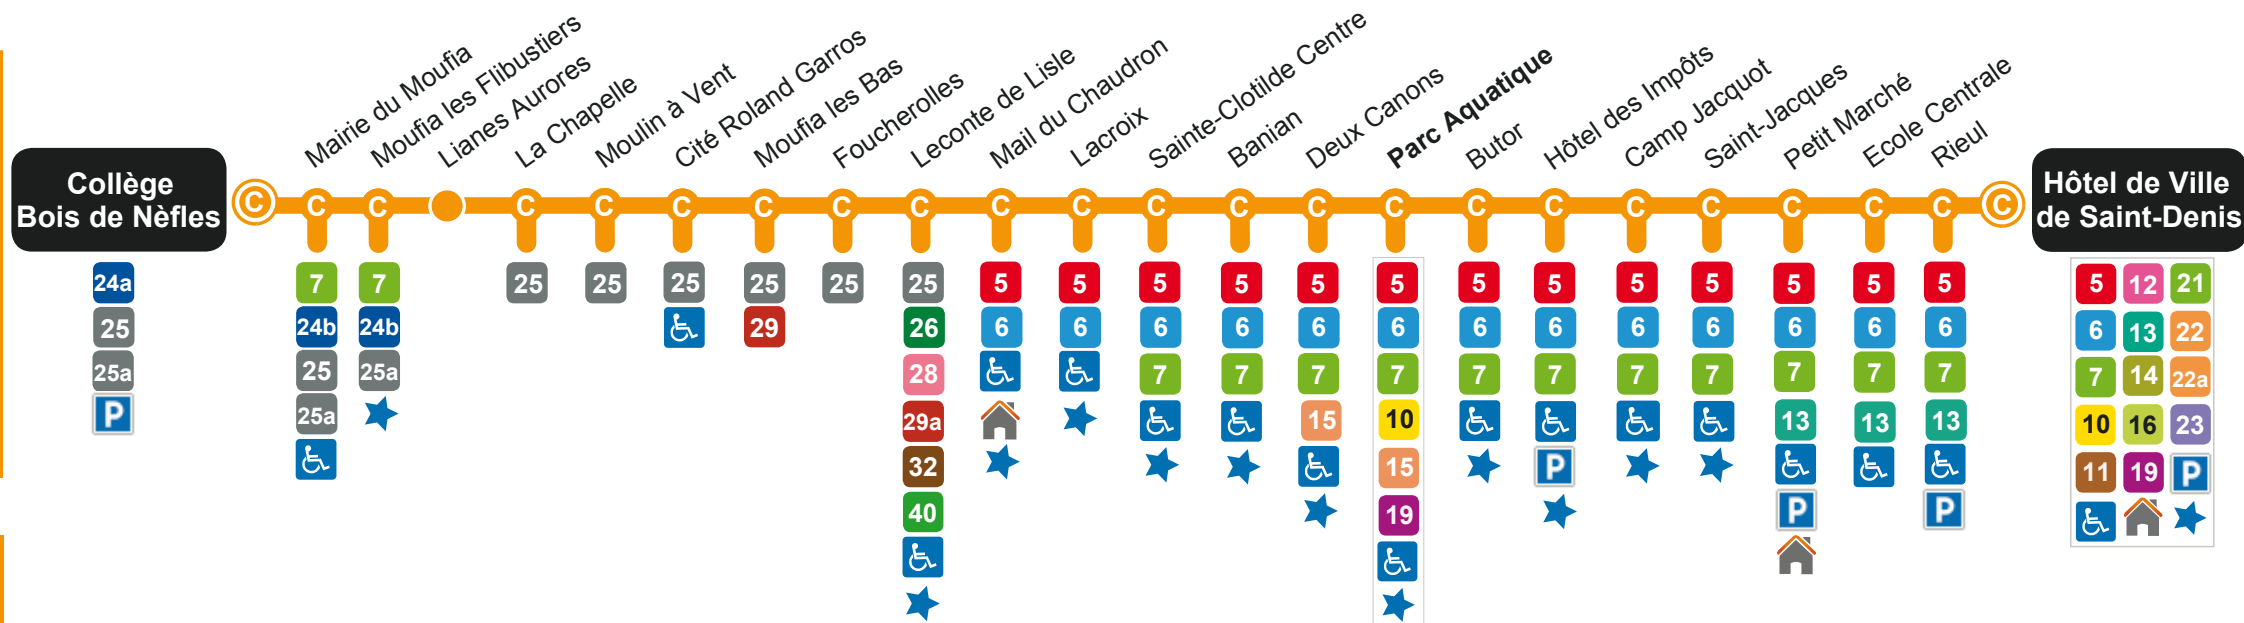 Collège
Bois de Nèfles
Mairie du Moufia
Moufia les Flibustiers
Lianes Aurores
La Chapelle
Moulin à Vent
Cité Roland Garros
Moufia les Bas
Foucherolles
Leconte de Lisle
Mail du Chaudron
Lacroix
Sainte-Clotilde Centre
Banian
Deux Canons
Parc Aquatique
Butor
Hôtel des Impôts
Camp Jacquot
Saint-Jacques
Petit Marché
Ecole Centrale
Rieul
Hôtel de Ville
de Saint-Denis
C C C C C C C C C C C C C C C C C C C C C C C
24a
25
25a
P
7
24b
25
25a
7
24b
25a
25
25
25
25
29
25
25
26
28
29a
32
40
5
6
5
6
5
6
7
5
6
7
5
6
7
15
5
6
7
10
15
19
5
6
7
5
6
7
P
5
6
7
5
6
7
5
6
7
13
P
5
6
7
13
5
6
7
13
P
5 12 21
6 13 22
7 14 22a
10 16 23
11 19 P